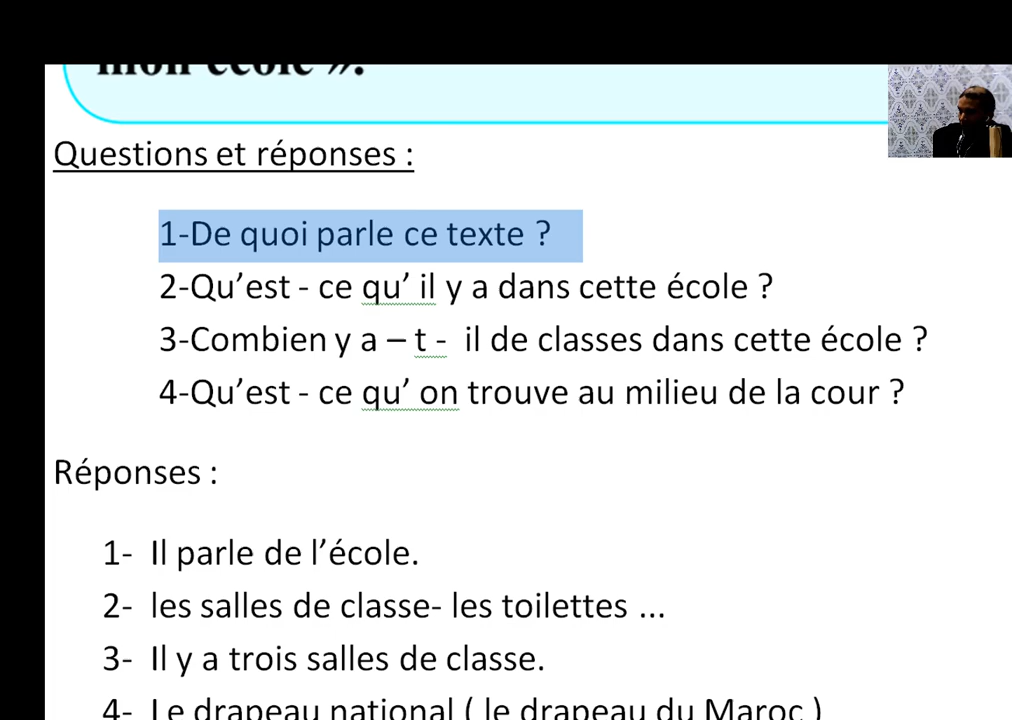 mon école ».
Questions et réponses :
1-De quoi parle ce texte ?
2-Qu’est - ce qu’ il y a dans cette école ?
3-Combien y a – t - il de classes dans cette école ?
4-Qu’est - ce qu’ on trouve au milieu de la cour ?
Réponses :
1- Il parle de l’école.
2- les salles de classe- les toilettes ...
3- Il y a trois salles de classe.
4- Le drapeau national ( le drapeau du Maroc )